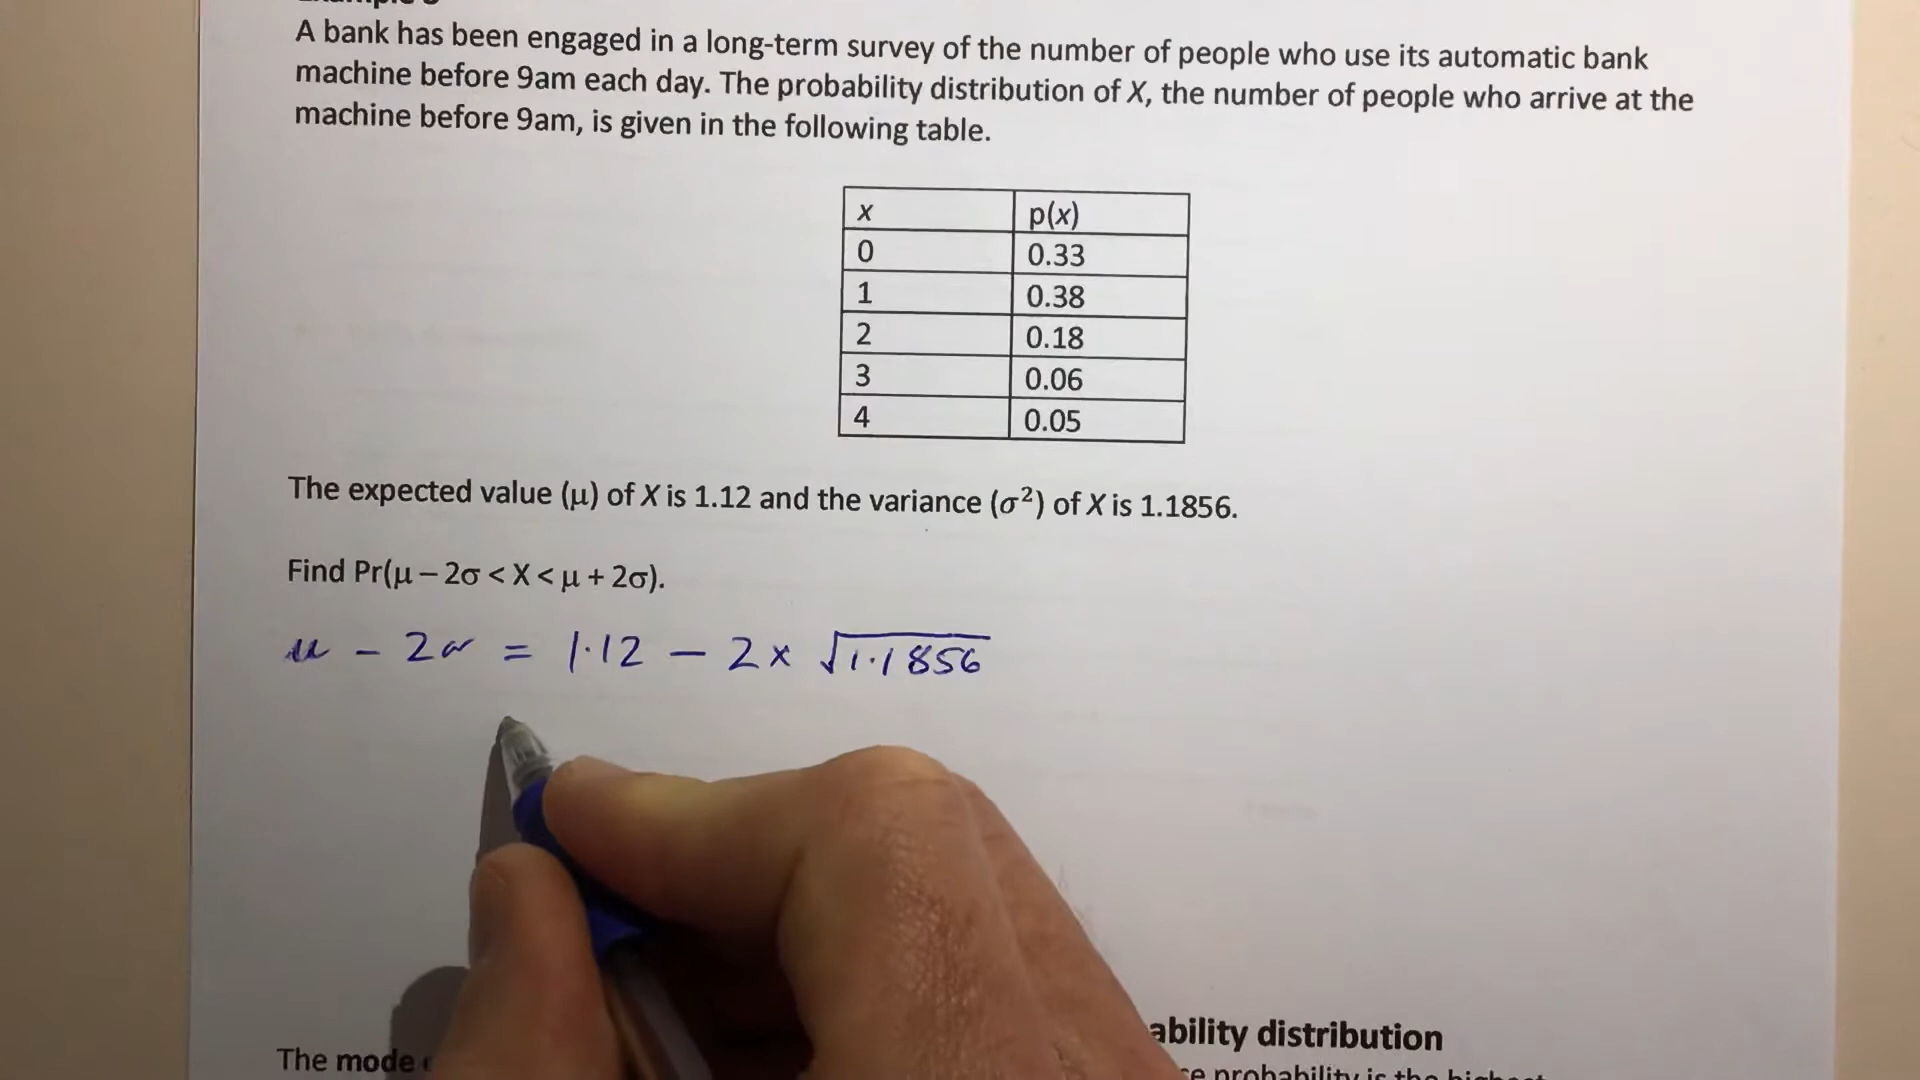 A bank has been engaged in a long-term survey of the number of people who use its automatic bank
machine before 9am each day. The probability distribution of X, the number of people who arrive at the
machine before 9am, is given in the following table.
x p(x)
0 0.33
1 0.38
2 0.18
3 0.06
4 0.05
The expected value (μ) of X is 1.12 and the variance (σ²) of X is 1.1856.
Find Pr(μ – 2σ < X < μ + 2σ).
μ - 2σ = 1.12 - 2 × √1.1856
ability distribution
The mode
probability is the highest